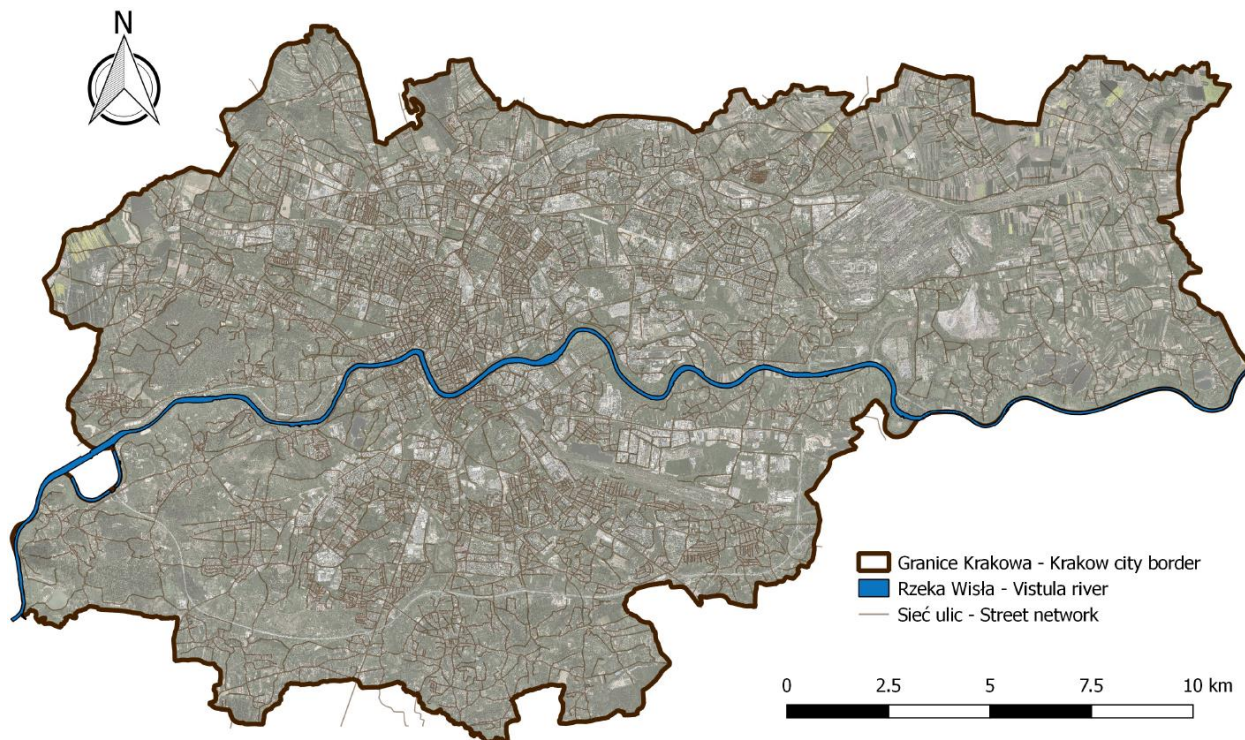 N
Granice Krakowa - Krakow city border
Rzeka Wisła - Vistula river
Sieć ulic - Street network
0 2.5 5 7.5 10 km